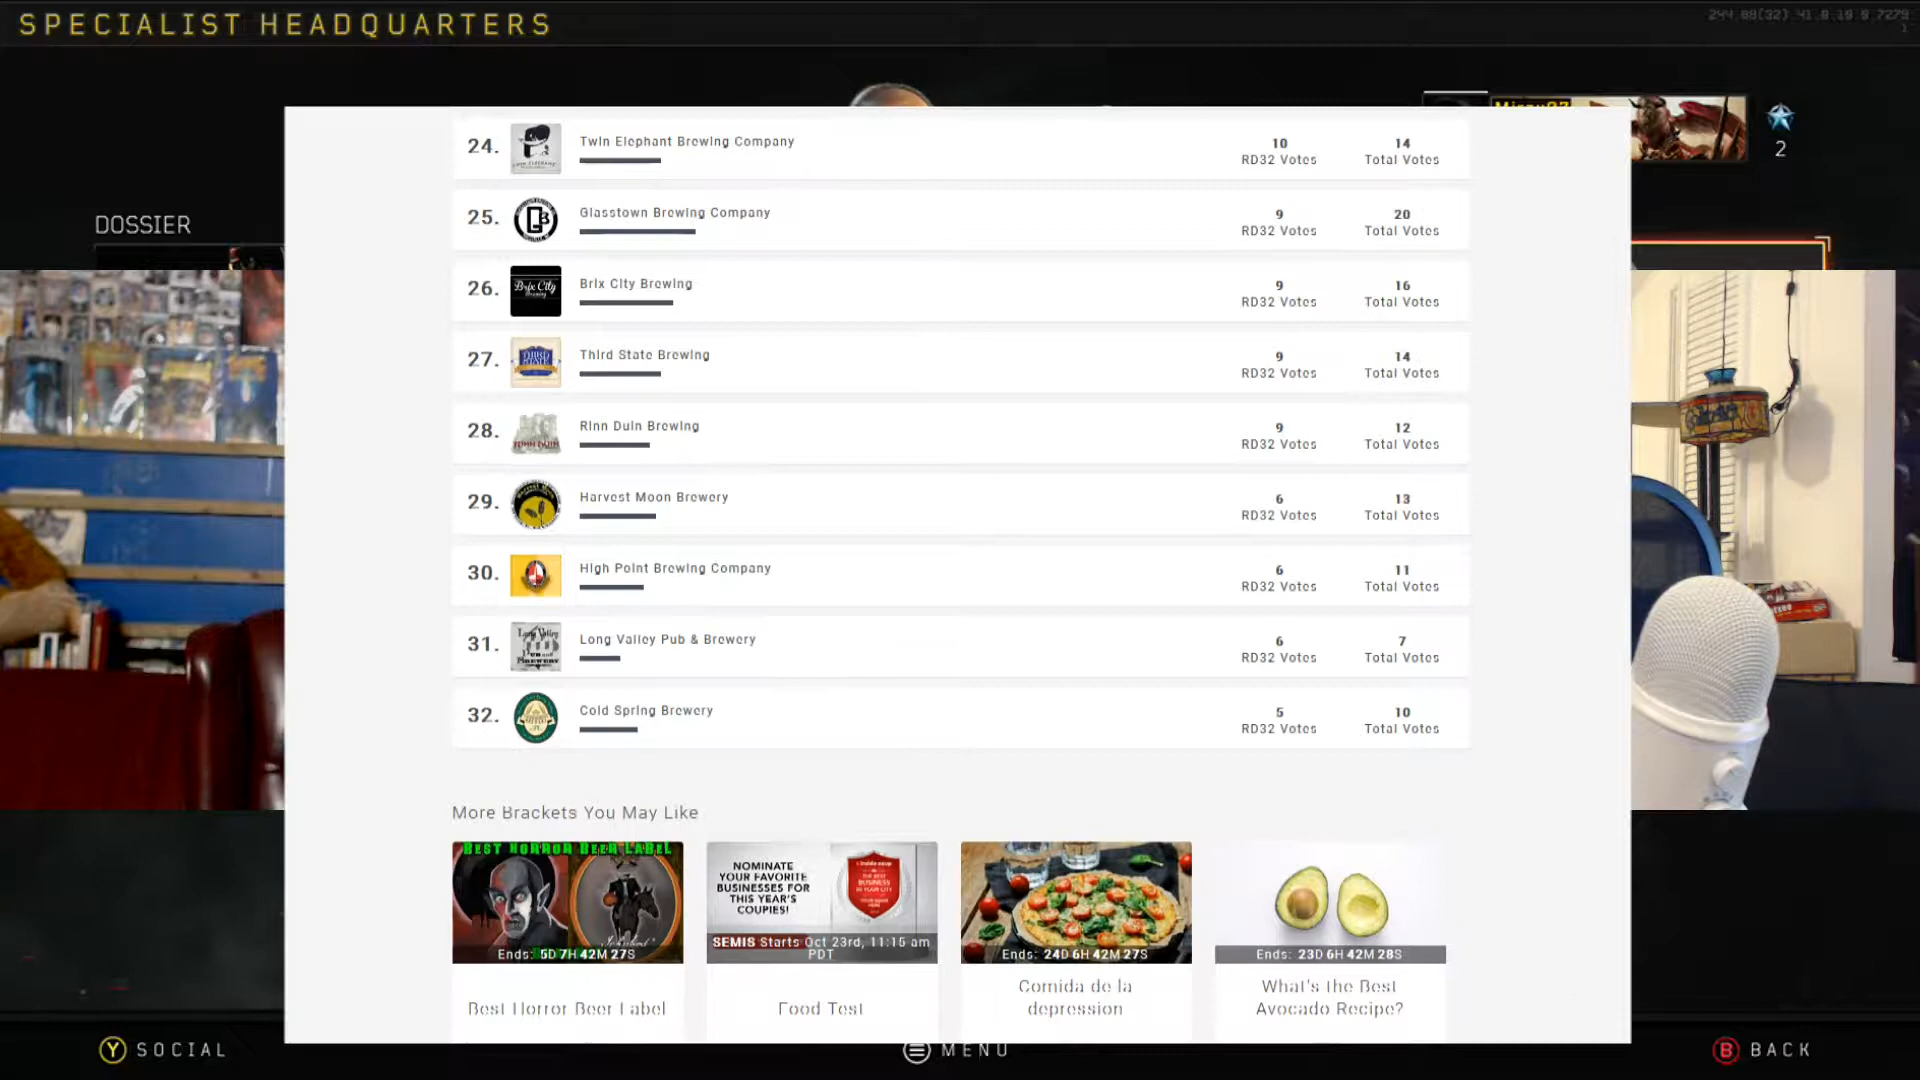 SPECIALIST HEADQUARTERS
2
DOSSIER
24.
Twin Elephant Brewing Company
10
RD32 Votes
14
Total Votes
25.
Glasstown Brewing Company
9
RD32 Votes
20
Total Votes
26.
Brix City Brewing
Brix City
9
RD32 Votes
16
Total Votes
27.
THIRD STATE
Third State Brewing
9
RD32 Votes
14
Total Votes
28.
Rinn Duin Brewing
9
RD32 Votes
12
Total Votes
29.
Harvest Moon Brewery
6
RD32 Votes
13
Total Votes
30.
High Point Brewing Company
6
RD32 Votes
11
Total Votes
31.
Long Valley Pub & Brewery
6
RD32 Votes
7
Total Votes
32.
Cold Spring Brewery
5
RD32 Votes
10
Total Votes
More Brackets You May Like
BEST HORROR BEER LABEL
Ends: 5D 7H 42M 27S
Best Horror Beer Label
NOMINATE
YOUR FAVORITE
BUSINESSES FOR
THIS YEAR'S
COUPIES!
SEMIS Starts Oct 23rd, 11:15 am
PDT
Food Test
Ends: 24D 6H 42M 27S
Comida de la
depression
Ends: 23D 6H 42M 28S
What's the Best
Avocado Recipe?
Y SOCIAL
MENU
B BACK